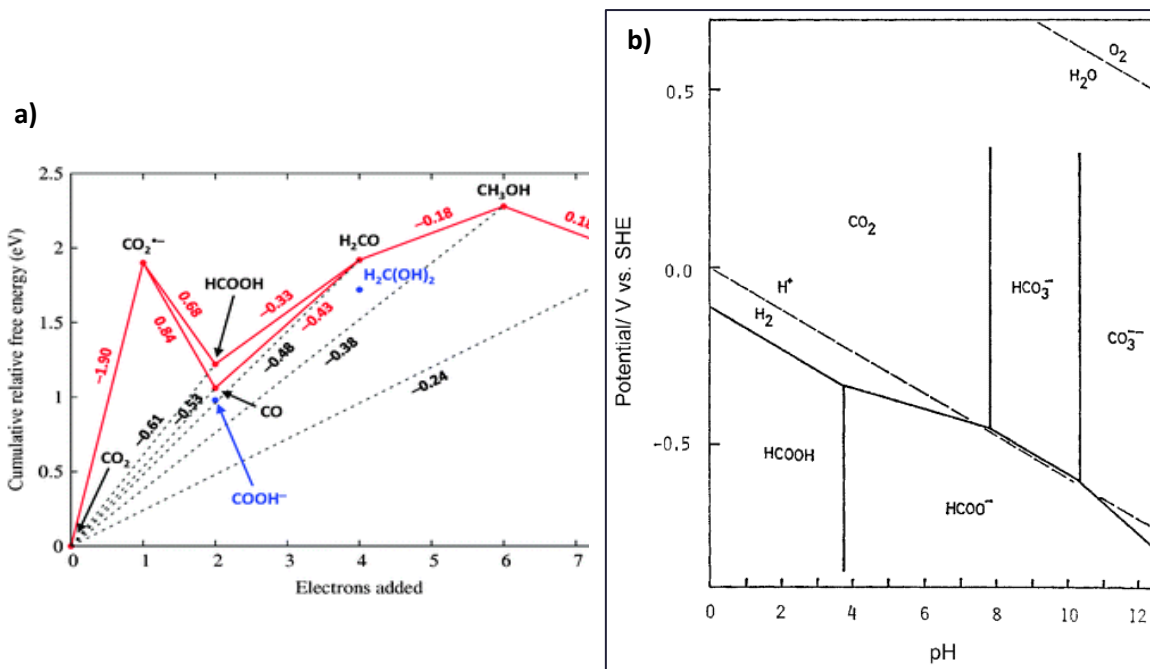 a)
Cumulative relative free energy (eV)
2.5
2
1.5
1
0.5
0
0 1 2 3 4 5 6 7
Electrons added
CO₂
CO₂•−
HCOOH
CO
COOH−
H₂CO
H₂C(OH)₂
CH₃OH
−1.90
0.68
0.84
−0.33
−0.43
−0.18
0.18
−0.61
−0.53
−0.48
−0.38
−0.24
b)
Potential/ V vs. SHE
0.5
0.0
−0.5
O₂
H₂O
CO₂
H⁺
H₂
HCO₃⁻
CO₃⁻⁻
HCOOH
HCOO⁻
0 2 4 6 8 10 12
pH